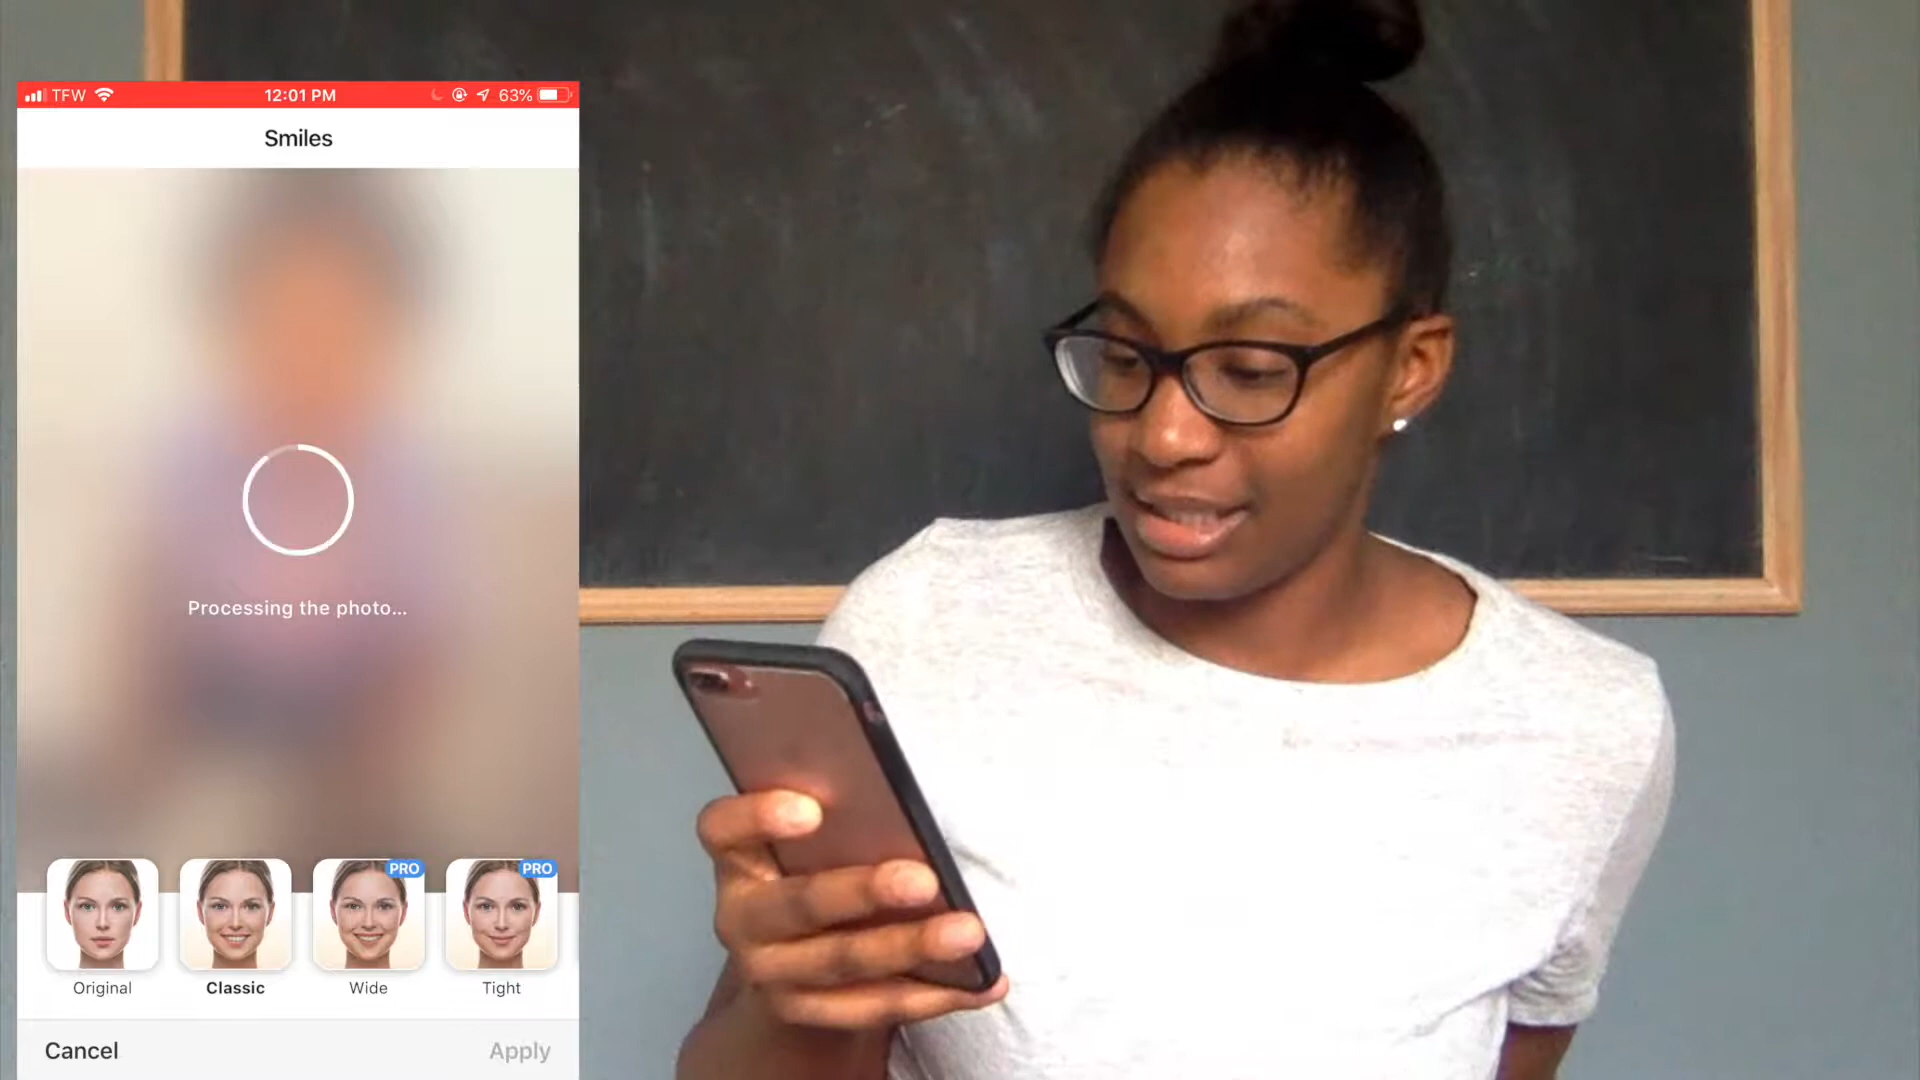 TFW 12:01 PM 63%
Smiles
Processing the photo...
PRO PRO
Original Classic Wide Tight
Cancel Apply